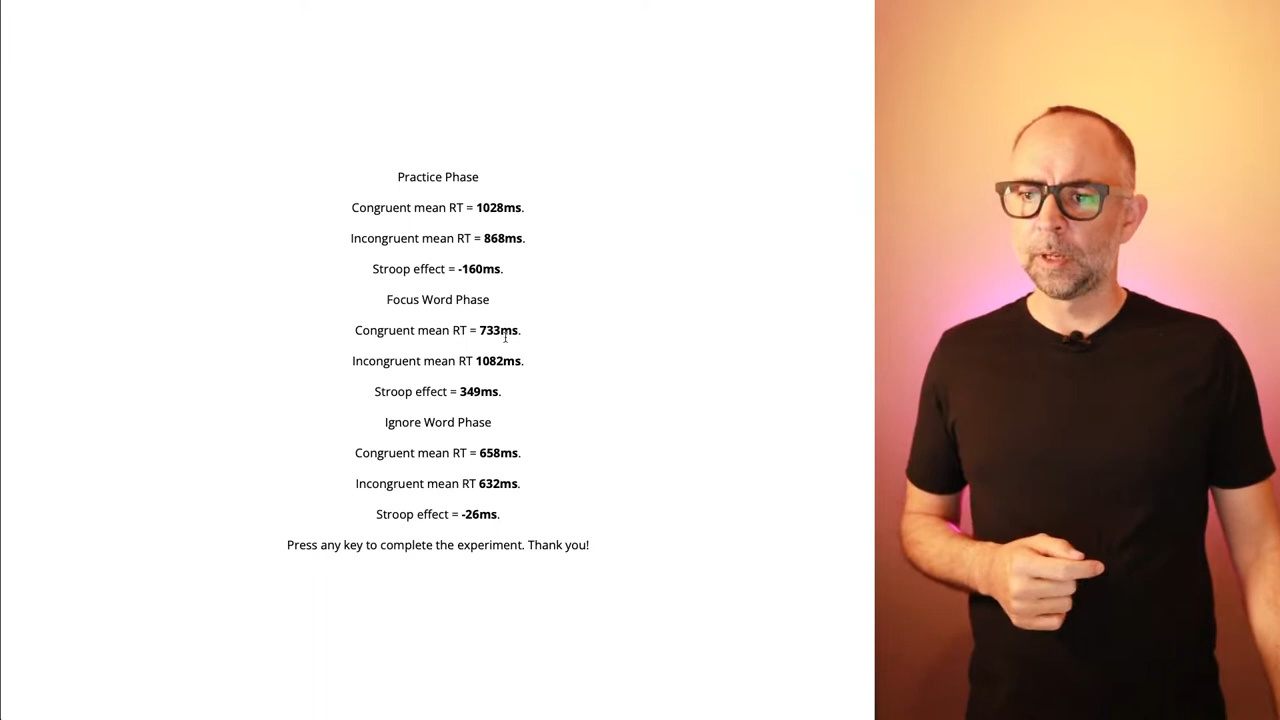 Practice Phase
Congruent mean RT = 1028ms.
Incongruent mean RT = 868ms.
Stroop effect = -160ms.
Focus Word Phase
Congruent mean RT = 733ms.
Incongruent mean RT 1082ms.
Stroop effect = 349ms.
Ignore Word Phase
Congruent mean RT = 658ms.
Incongruent mean RT 632ms.
Stroop effect = -26ms.
Press any key to complete the experiment. Thank you!